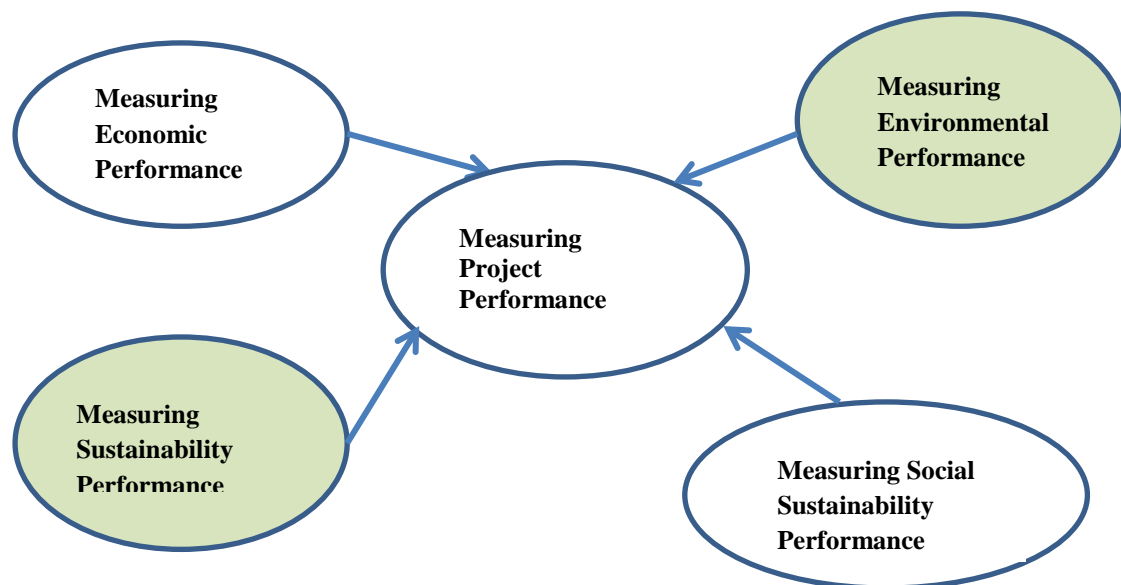 Measuring
Economic
Performance
Measuring
Environmental
Performance
Measuring
Project
Performance
Measuring
Sustainability
Performance
Measuring Social
Sustainability
Performance